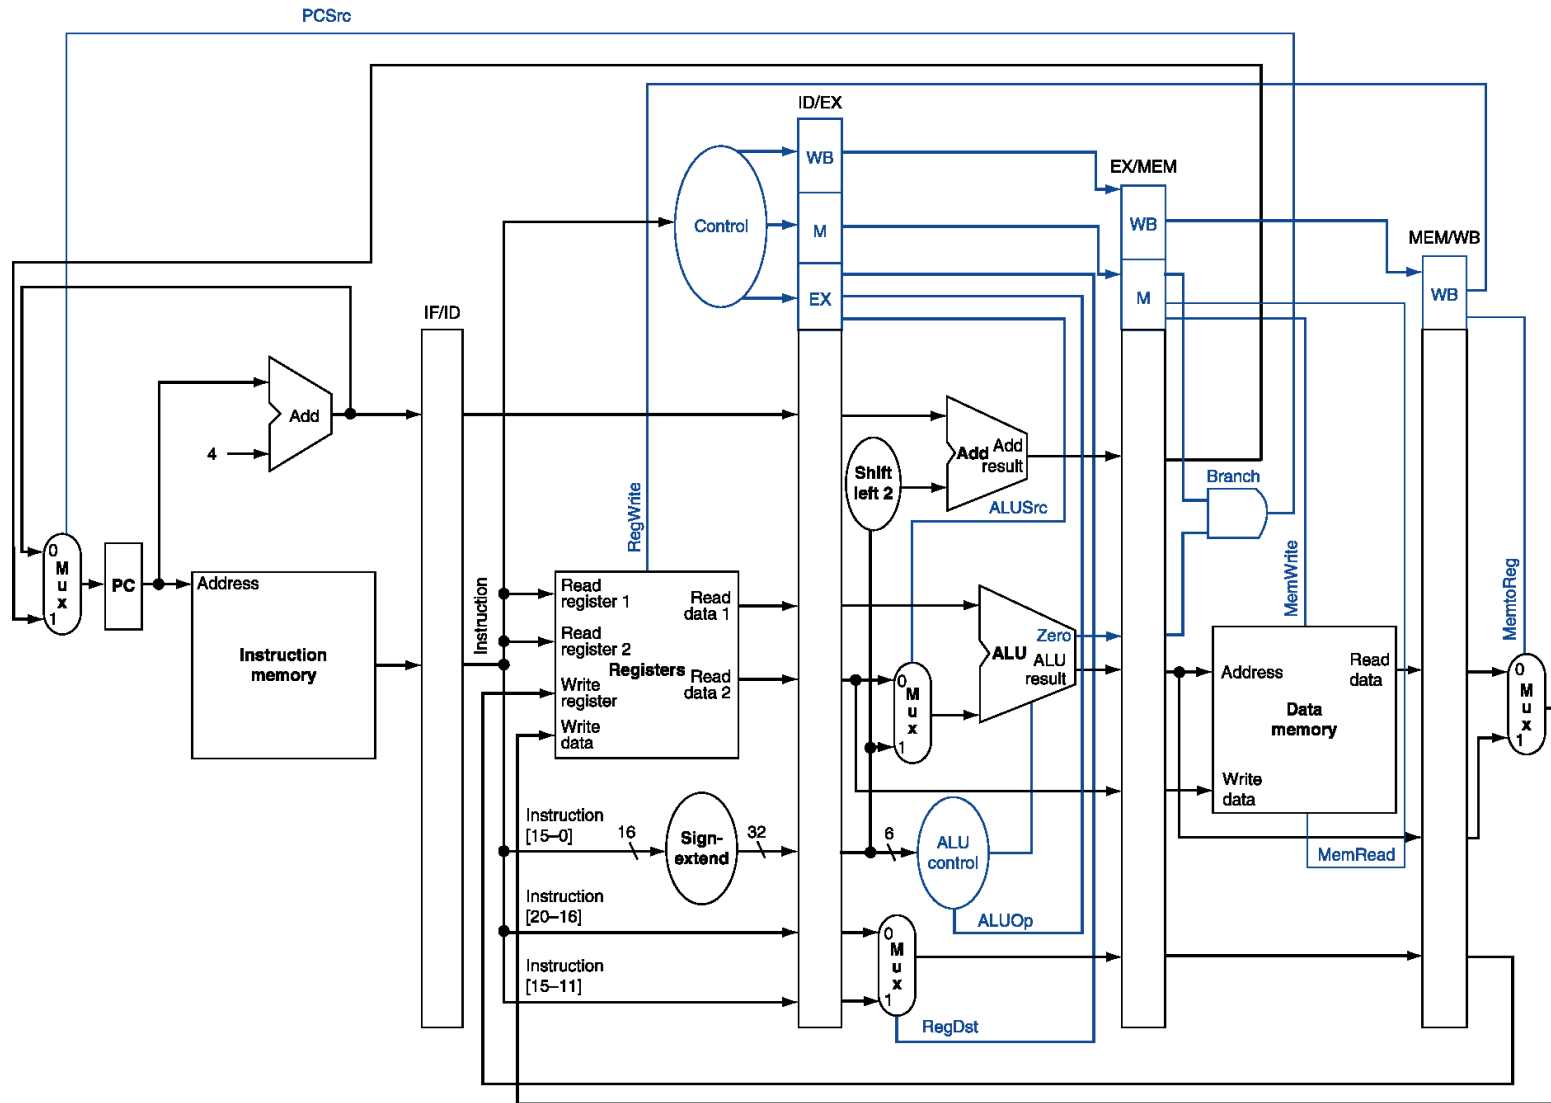 PCSrc
ID/EX
WB
EX/MEM
Control
M
WB
MEM/WB
EX
M
WB
IF/ID
Add
4
Add Add
result
Shift
left 2
Branch
ALUSrc
RegWrite
MemWrite
MemtoReg
0
M
u
x
1
PC
Address
Instruction
memory
Instruction
Read
register 1
Read
data 1
Read
register 2
Registers
Read
data 2
Write
register
Write
data
0
M
u
x
1
Zero
ALU
ALU
result
Address
Read
data
Data
memory
Write
data
0
M
u
x
1
Instruction
[15–0]
16
Sign-
extend
32
6
ALU
control
MemRead
Instruction
[20–16]
ALUOp
0
M
u
x
1
Instruction
[15–11]
RegDst